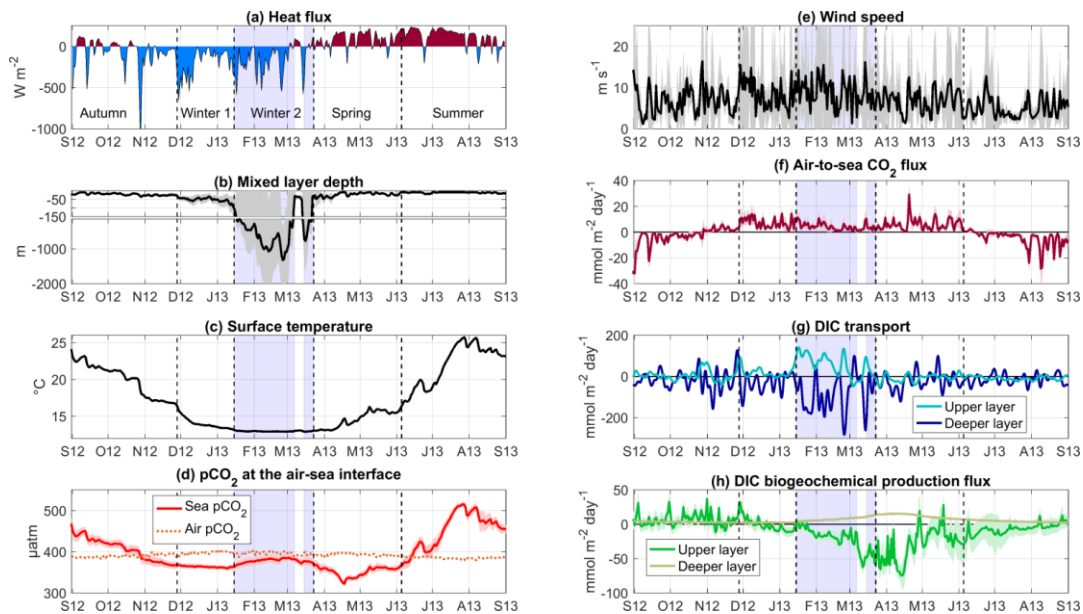 (a) Heat flux
0
-500
-1000
W m-2
Autumn
Winter 1
Winter 2
Spring
Summer
S12 O12 N12 D12 J13 F13 M13 A13 M13 J13 J13 A13 S13
(b) Mixed layer depth
-50
-150
m
-1000
-2000
S12 O12 N12 D12 J13 F13 M13 A13 M13 J13 J13 A13 S13
(c) Surface temperature
25
20
15
°C
S12 O12 N12 D12 J13 F13 M13 A13 M13 J13 J13 A13 S13
(d) pCO2 at the air-sea interface
500
400
300
µatm
Sea pCO2
Air pCO2
S12 O12 N12 D12 J13 F13 M13 A13 M13 J13 J13 A13 S13
(e) Wind speed
20
10
0
m s-1
S12 O12 N12 D12 J13 F13 M13 A13 M13 J13 J13 A13 S13
(f) Air-to-sea CO2 flux
40
20
0
-20
-40
mmol m-2 day-1
S12 O12 N12 D12 J13 F13 M13 A13 M13 J13 J13 A13 S13
(g) DIC transport
200
0
-200
mmol m-2 day-1
Upper layer
Deeper layer
S12 O12 N12 D12 J13 F13 M13 A13 M13 J13 J13 A13 S13
(h) DIC biogeochemical production flux
50
0
-50
-100
mmol m-2 day-1
Upper layer
Deeper layer
S12 O12 N12 D12 J13 F13 M13 A13 M13 J13 J13 A13 S13